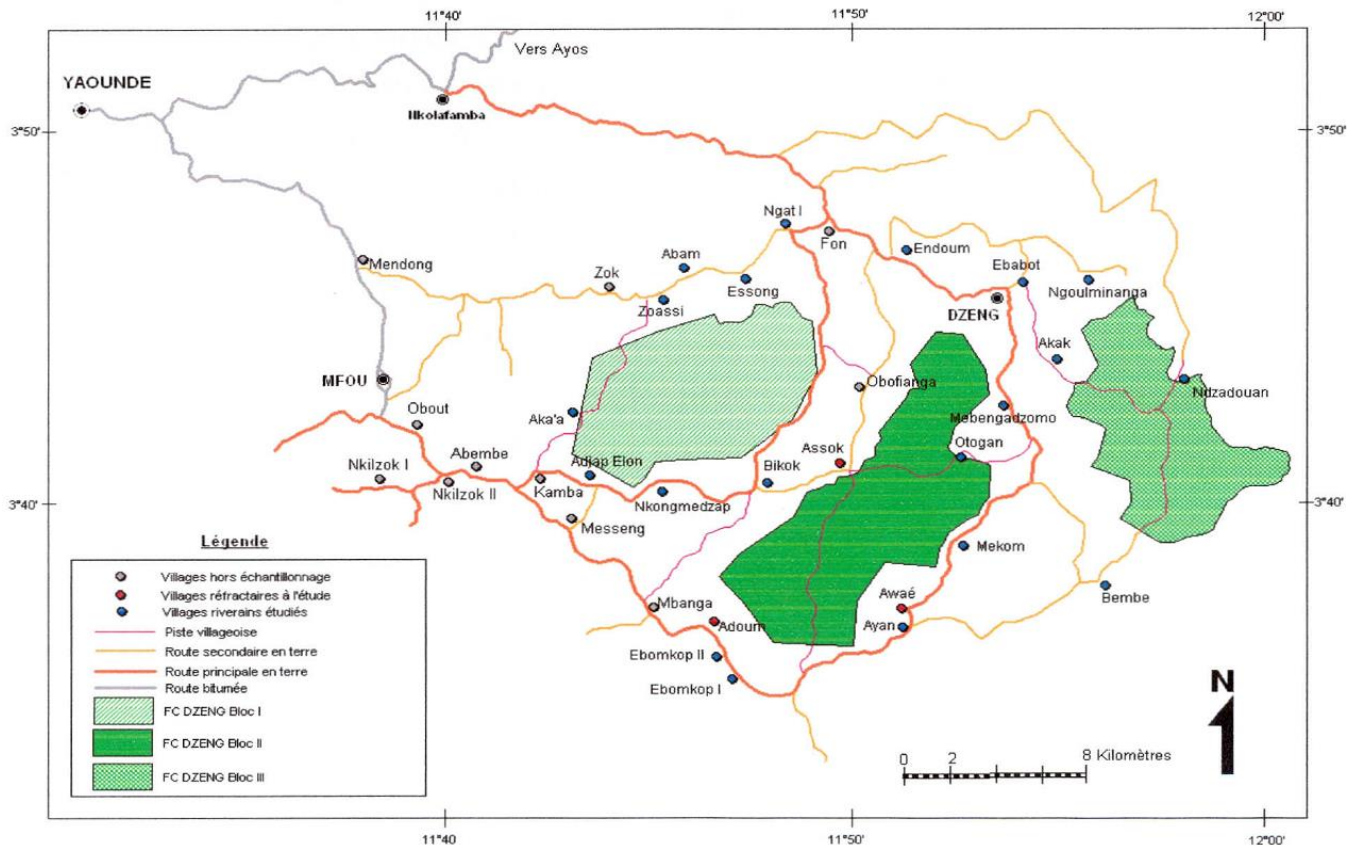 11°40'
11°50'
12°00'
Vers Ayos
YAOUNDE
Nkolafamba
3°50'
3°50'
Ngat I
Fon
Mendong
Abam
Endoum
Zok
Essong
Ebabot
Ngoulminanga
Zoassi
DZENG
Akak
MFOU
Obofianga
Ndzadouan
Obout
Aka'a
Mebengadzomo
Assok
Otogan
Abembe
Adjap Elon
Bikok
Nkilzok I
Nkilzok II
Kamba
Nkongmedzap
3°40'
3°40'
Messeng
Mekom
Légende
Villages hors échantillonnage
Villages réfractaires à l'étude
Villages riverains étudiés
Piste villageoise
Route secondaire en terre
Route principale en terre
Route bitumée
FC DZENG Bloc I
FC DZENG Bloc II
FC DZENG Bloc III
Mbanga
Adoum
Awaé
Ayan
Bembe
Ebomkop II
Ebomkop I
N
0 2 8 Kilomètres
11°40'
11°50'
12°00'